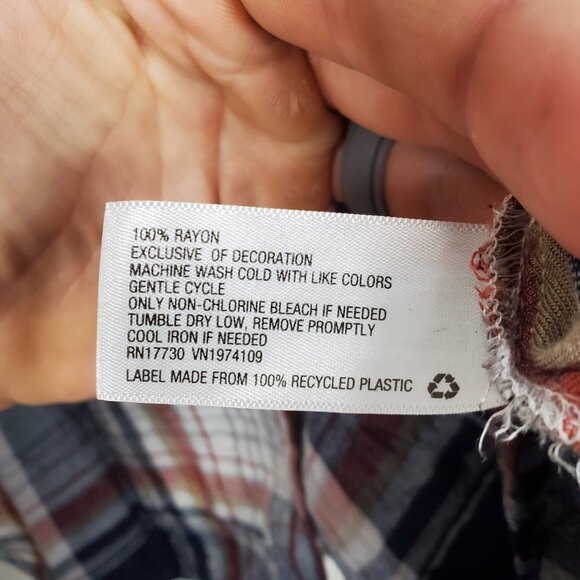 100% RAYON
EXCLUSIVE OF DECORATION
MACHINE WASH COLD WITH LIKE COLORS
GENTLE CYCLE
ONLY NON-CHLORINE BLEACH IF NEEDED
TUMBLE DRY LOW, REMOVE PROMPTLY
COOL IRON IF NEEDED
RN17730 VN1974109
LABEL MADE FROM 100% RECYCLED PLASTIC